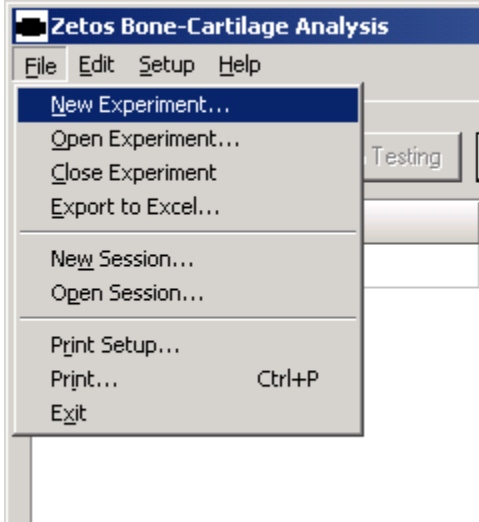 Zetos Bone-Cartilage Analysis
File Edit Setup Help
New Experiment...
Open Experiment...
Close Experiment
Testing
Export to Excel...
New Session...
Open Session...
Print Setup...
Print... Ctrl+P
Exit